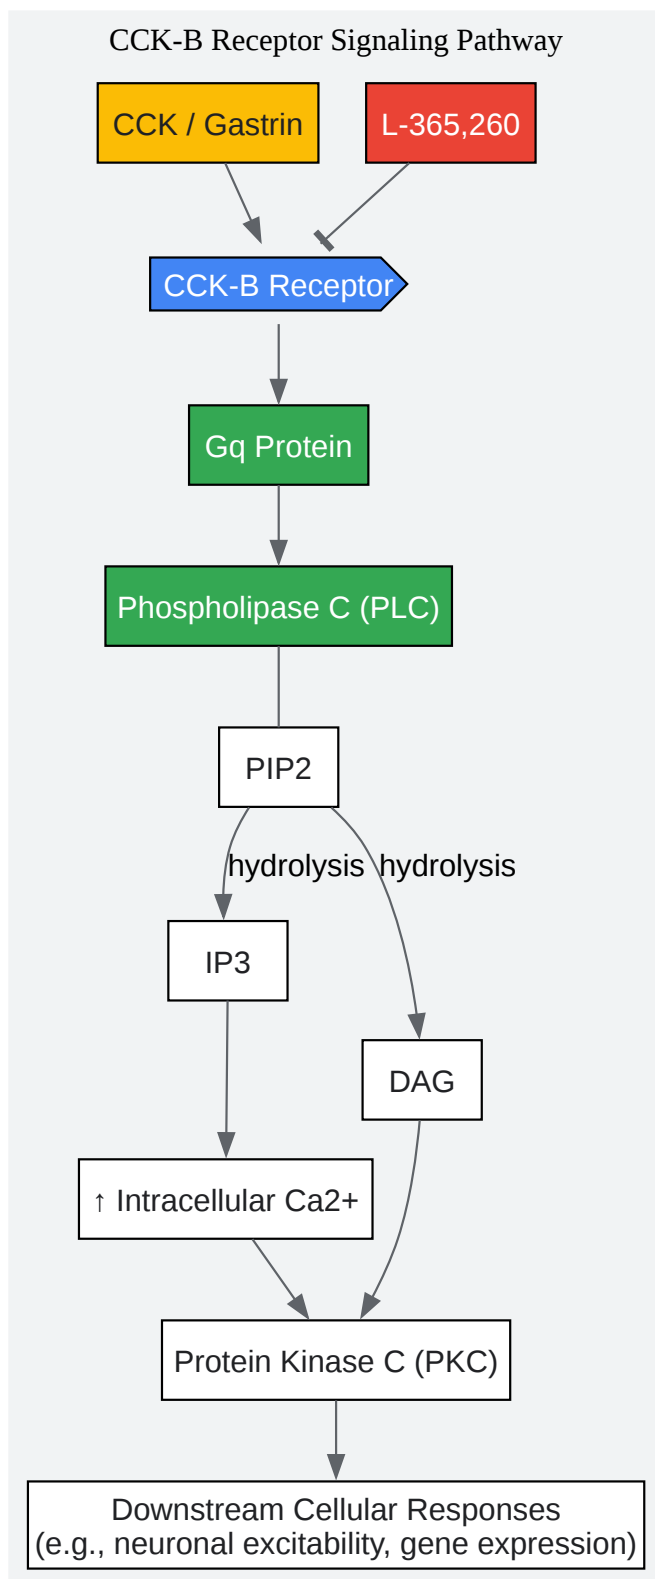 CCK-B Receptor Signaling Pathway
CCK / Gastrin
L-365,260
CCK-B Receptor
Gq Protein
Phospholipase C (PLC)
PIP2
hydrolysis
hydrolysis
IP3
DAG
↑ Intracellular Ca2+
Protein Kinase C (PKC)
Downstream Cellular Responses
(e.g., neuronal excitability, gene expression)